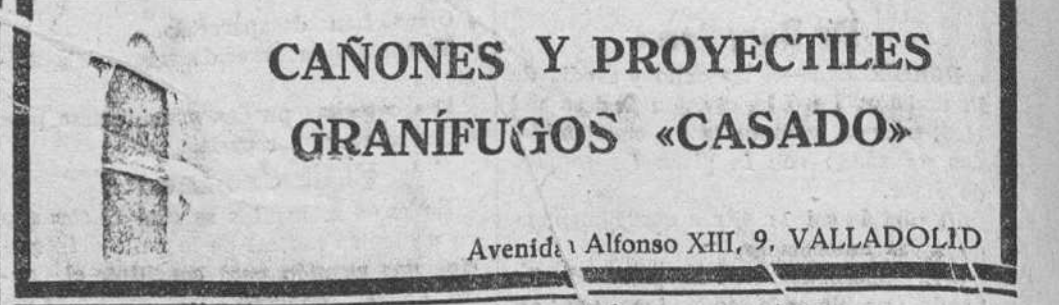 CAÑONES Y PROYECTILES
GRANÍFUGOS «CASADO»
Avenida Alfonso XIII, 9, VALLADOLID